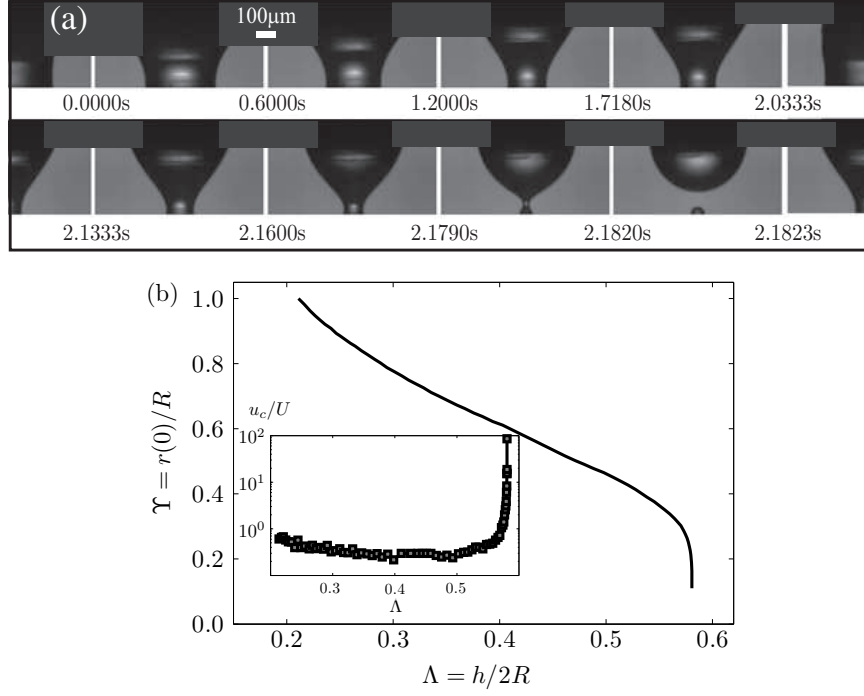 (a)
100μm
0.0000s 0.6000s 1.2000s 1.7180s 2.0333s
2.1333s 2.1600s 2.1790s 2.1820s 2.1823s
(b)
1.0
0.8
0.6
0.4
0.2
0.0
ϒ = r(0)/R
u_c/U
10^2
10^1
10^0
0.3 0.4 0.5
Λ
0.2 0.3 0.4 0.5 0.6
Λ = h/2R